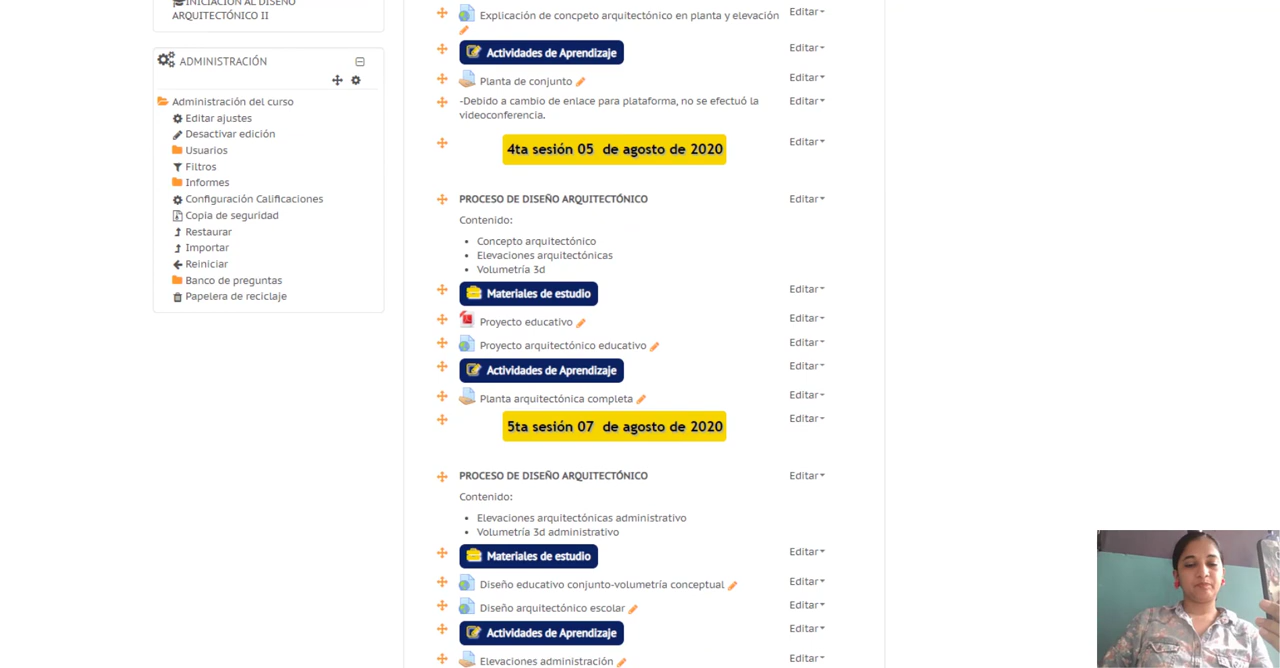 INICIACIÓN AL DISEÑO
ARQUITECTÓNICO II
ADMINISTRACIÓN
Administración del curso
Editar ajustes
Desactivar edición
Usuarios
Filtros
Informes
Configuración Calificaciones
Copia de seguridad
Restaurar
Importar
Reiniciar
Banco de preguntas
Papelera de reciclaje
Explicación de concpeto arquitectónico en planta y elevación
Editar
Actividades de Aprendizaje
Editar
Planta de conjunto
Editar
-Debido a cambio de enlace para plataforma, no se efectuó la
Editar
videoconferencia.
4ta sesión 05 de agosto de 2020
Editar
PROCESO DE DISEÑO ARQUITECTÓNICO
Editar
Contenido:
• Concepto arquitectónico
• Elevaciones arquitectónicas
• Volumetría 3d
Materiales de estudio
Editar
Proyecto educativo
Editar
Proyecto arquitectónico educativo
Editar
Actividades de Aprendizaje
Editar
Planta arquitectónica completa
Editar
5ta sesión 07 de agosto de 2020
Editar
PROCESO DE DISEÑO ARQUITECTÓNICO
Editar
Contenido:
• Elevaciones arquitectónicas administrativo
• Volumetría 3d administrativo
Materiales de estudio
Editar
Diseño educativo conjunto-volumetría conceptual
Editar
Diseño arquitectónico escolar
Editar
Actividades de Aprendizaje
Editar
Elevaciones administración
Editar